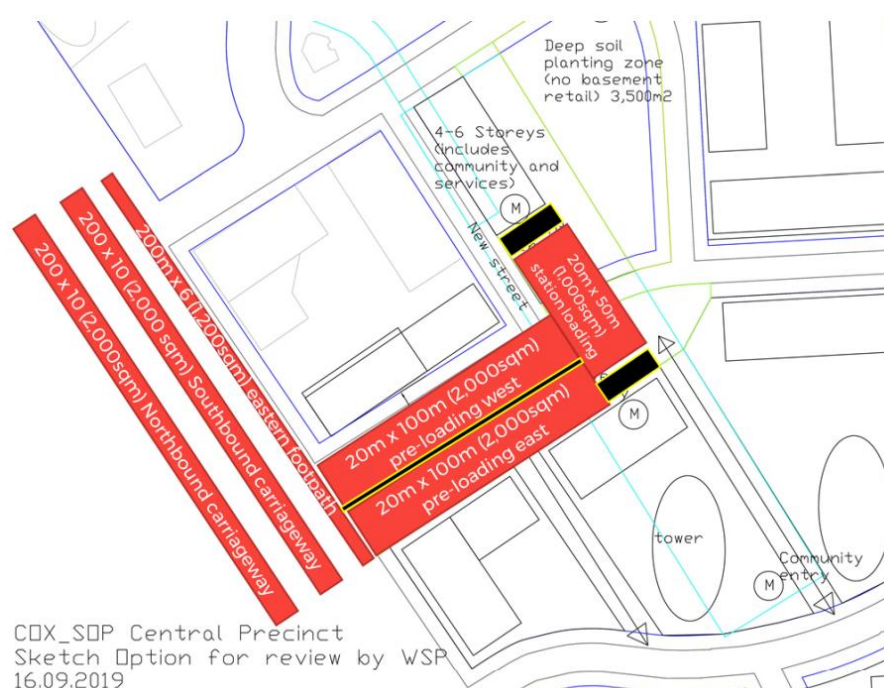 Deep soil
planting zone
(no basement
retail) 3,500m2
4-6 Storeys
(includes
community and
services)
M
New street
20m x 50m
(1,000sqm)
station loading
200m x 6 (1,200sqm) eastern footpath
200 x 10 (2,000 sqm) Southbound carriageway
200 x 10 (2,000sqm) Northbound carriageway
20m x 100m (2,000sqm)
pre-loading west
20m x 100m (2,000sqm)
pre-loading east
M
tower
Community
entry
M
COX_SOP Central Precinct
Sketch Option for review by WSP
16.09.2019